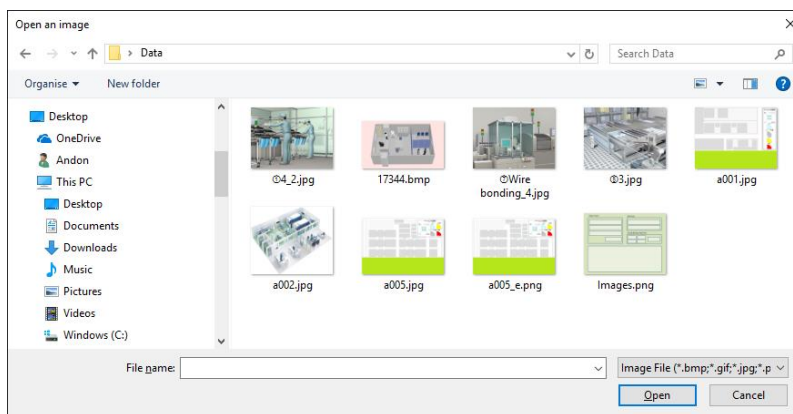 Open an image
Data
Search Data
Organise
New folder
Desktop
OneDrive
Andon
This PC
Desktop
Documents
Downloads
Music
Pictures
Videos
Windows (C:)
①4_2.jpg
17344.bmp
⑦Wire
bonding_4.jpg
①3.jpg
a001.jpg
a002.jpg
a005.jpg
a005_e.png
Images.png
File name:
Image File (*.bmp;*.gif;*.jpg;*.p
Open
Cancel